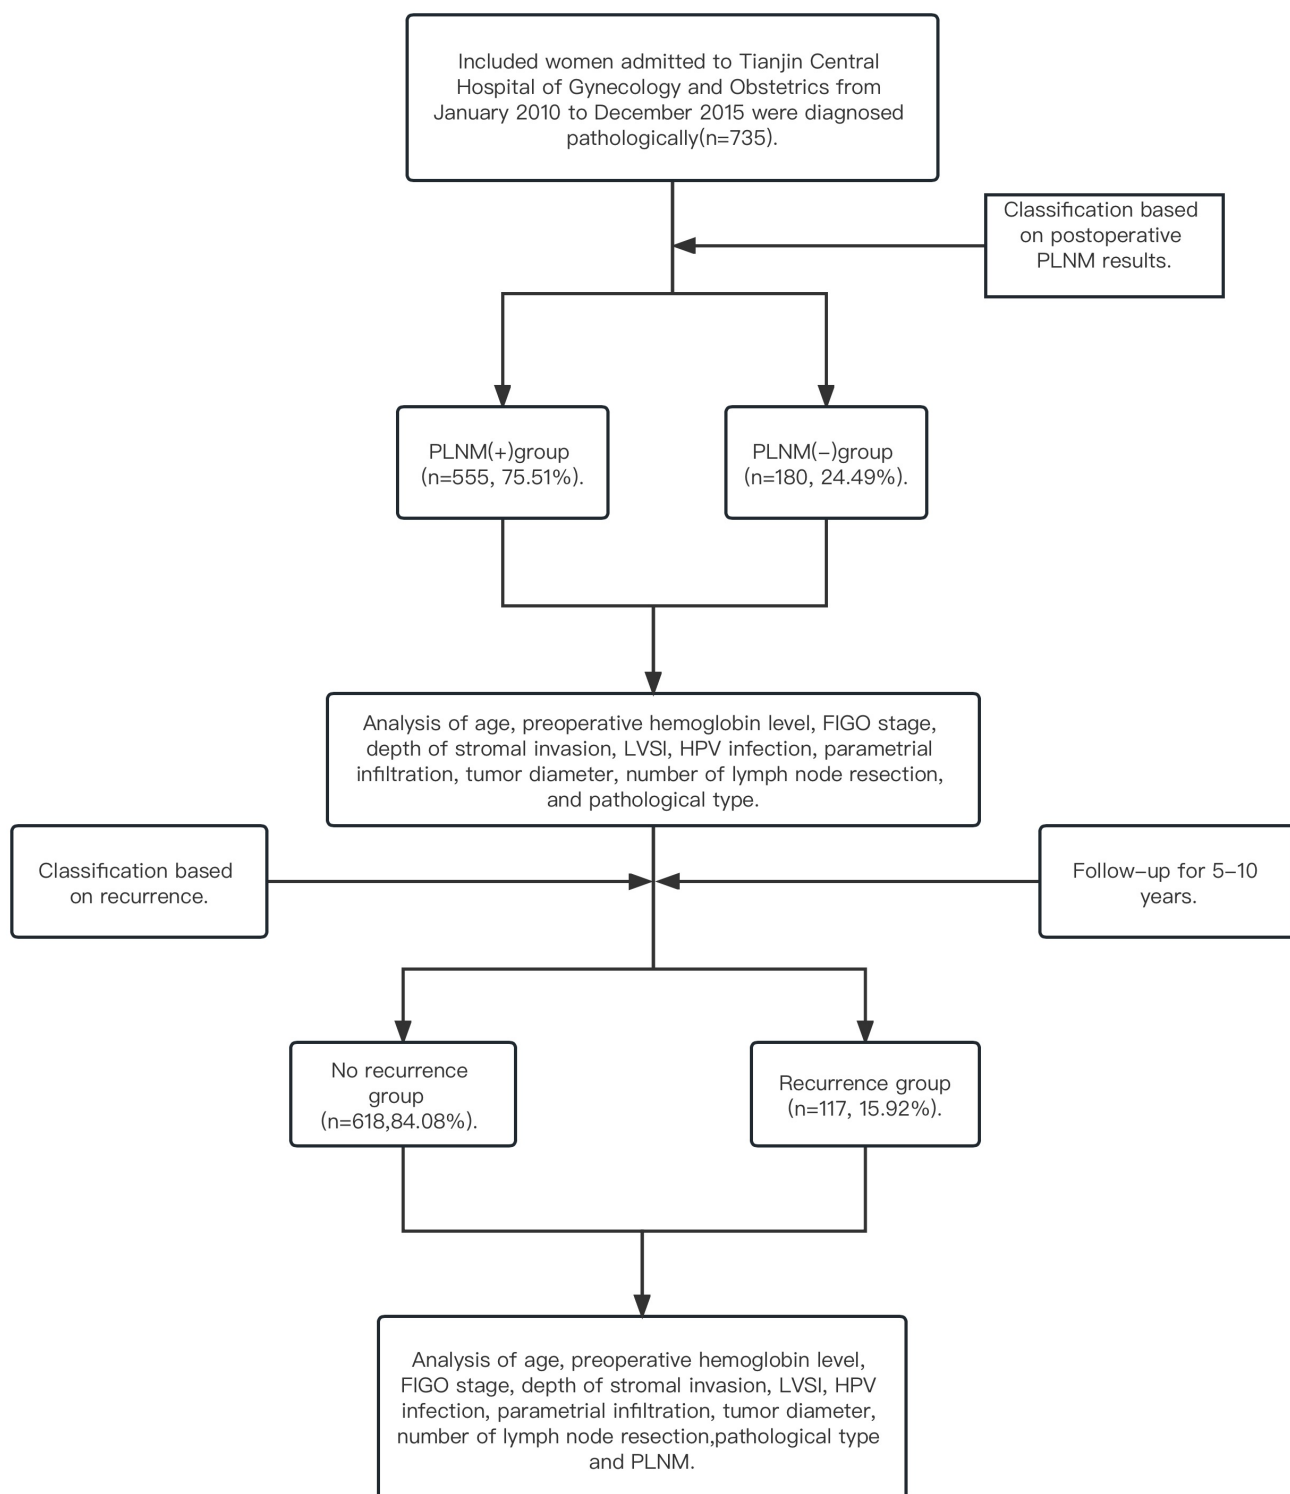 Included women admitted to Tianjin Central
Hospital of Gynecology and Obstetrics from
January 2010 to December 2015 were diagnosed
pathologically(n=735).
Classification based
on postoperative
PLNM results.
PLNM(+)group
(n=555, 75.51%).
PLNM(-)group
(n=180, 24.49%).
Analysis of age, preoperative hemoglobin level, FIGO stage,
depth of stromal invasion, LVSI, HPV infection, parametrial
infiltration, tumor diameter, number of lymph node resection,
and pathological type.
Classification based
on recurrence.
Follow-up for 5-10
years.
No recurrence
group
(n=618,84.08%).
Recurrence group
(n=117, 15.92%).
Analysis of age, preoperative hemoglobin level,
FIGO stage, depth of stromal invasion, LVSI, HPV
infection, parametrial infiltration, tumor diameter,
number of lymph node resection,pathological type
and PLNM.